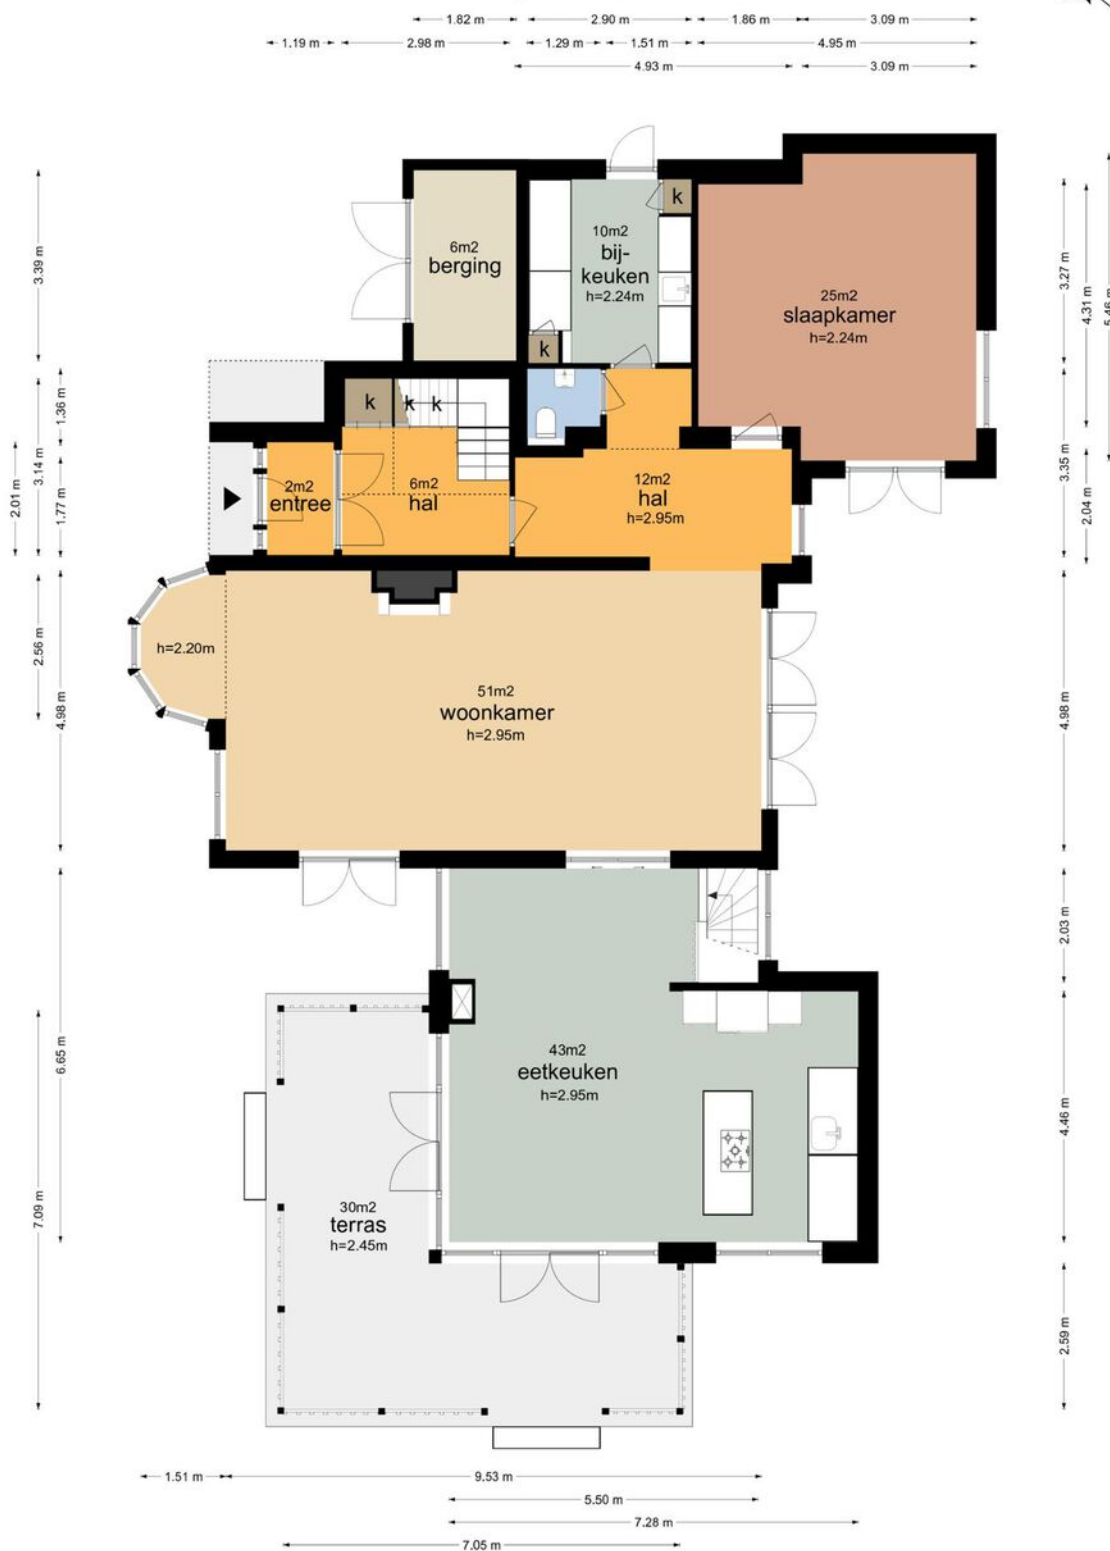 1.82 m
2.90 m
1.86 m
3.09 m
1.19 m
2.98 m
1.29 m
1.51 m
4.95 m
4.93 m
3.09 m
3.39 m
6m2
berging
10m2
bij-
keuken
h=2.24m
k
k
25m2
slaapkamer
h=2.24m
3.27 m
4.31 m
5.46 m
1.36 m
3.14 m
2.01 m
1.77 m
k
k
k
2m2
entree
6m2
hal
12m2
hal
h=2.95m
3.35 m
2.04 m
2.56 m
4.98 m
h=2.20m
51m2
woonkamer
h=2.95m
4.98 m
2.03 m
6.65 m
7.09 m
43m2
eetkeuken
h=2.95m
4.46 m
30m2
terras
h=2.45m
2.59 m
1.51 m
9.53 m
5.50 m
7.28 m
7.05 m